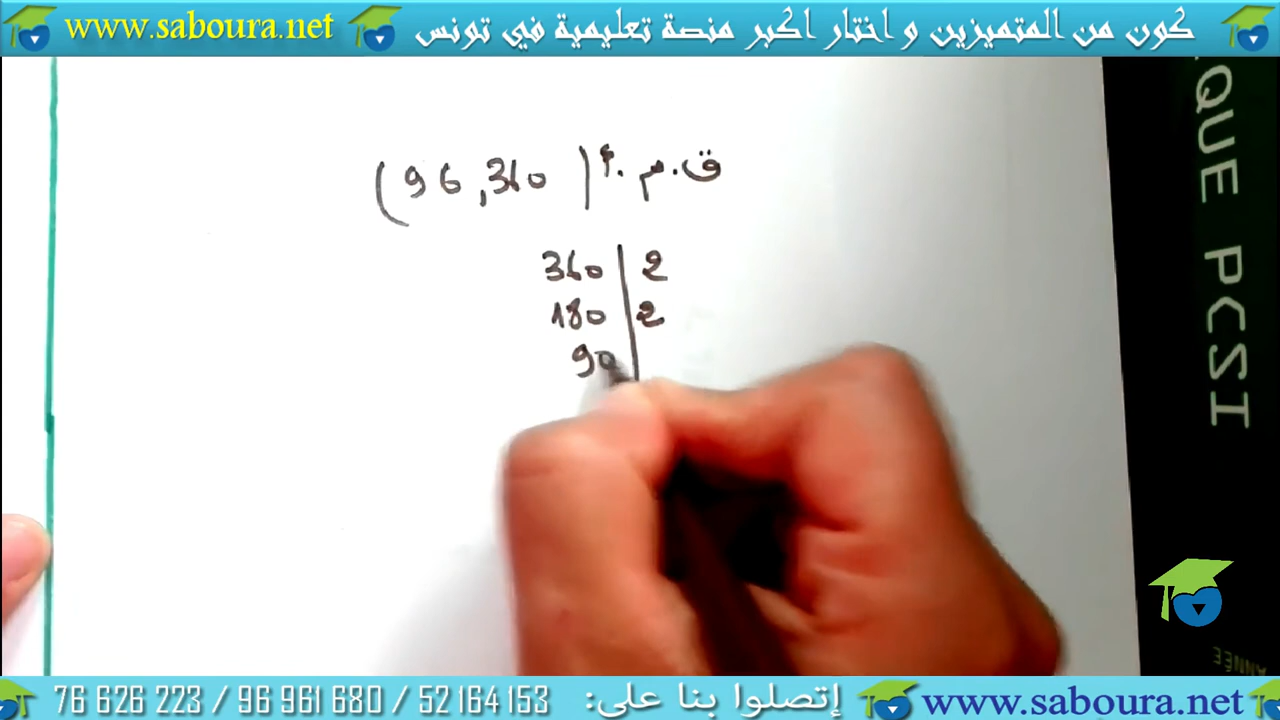 www.saboura.net كون من المتميزين و اختار اكبر منصة تعليمية في تونس
ق.م.أ (96,360)
360 | 2
180 | 2
90
QUE PCSI
ANNÉE
76 626 223 / 96 961 680 / 52 164 153 إتصلوا بنا على: www.saboura.net